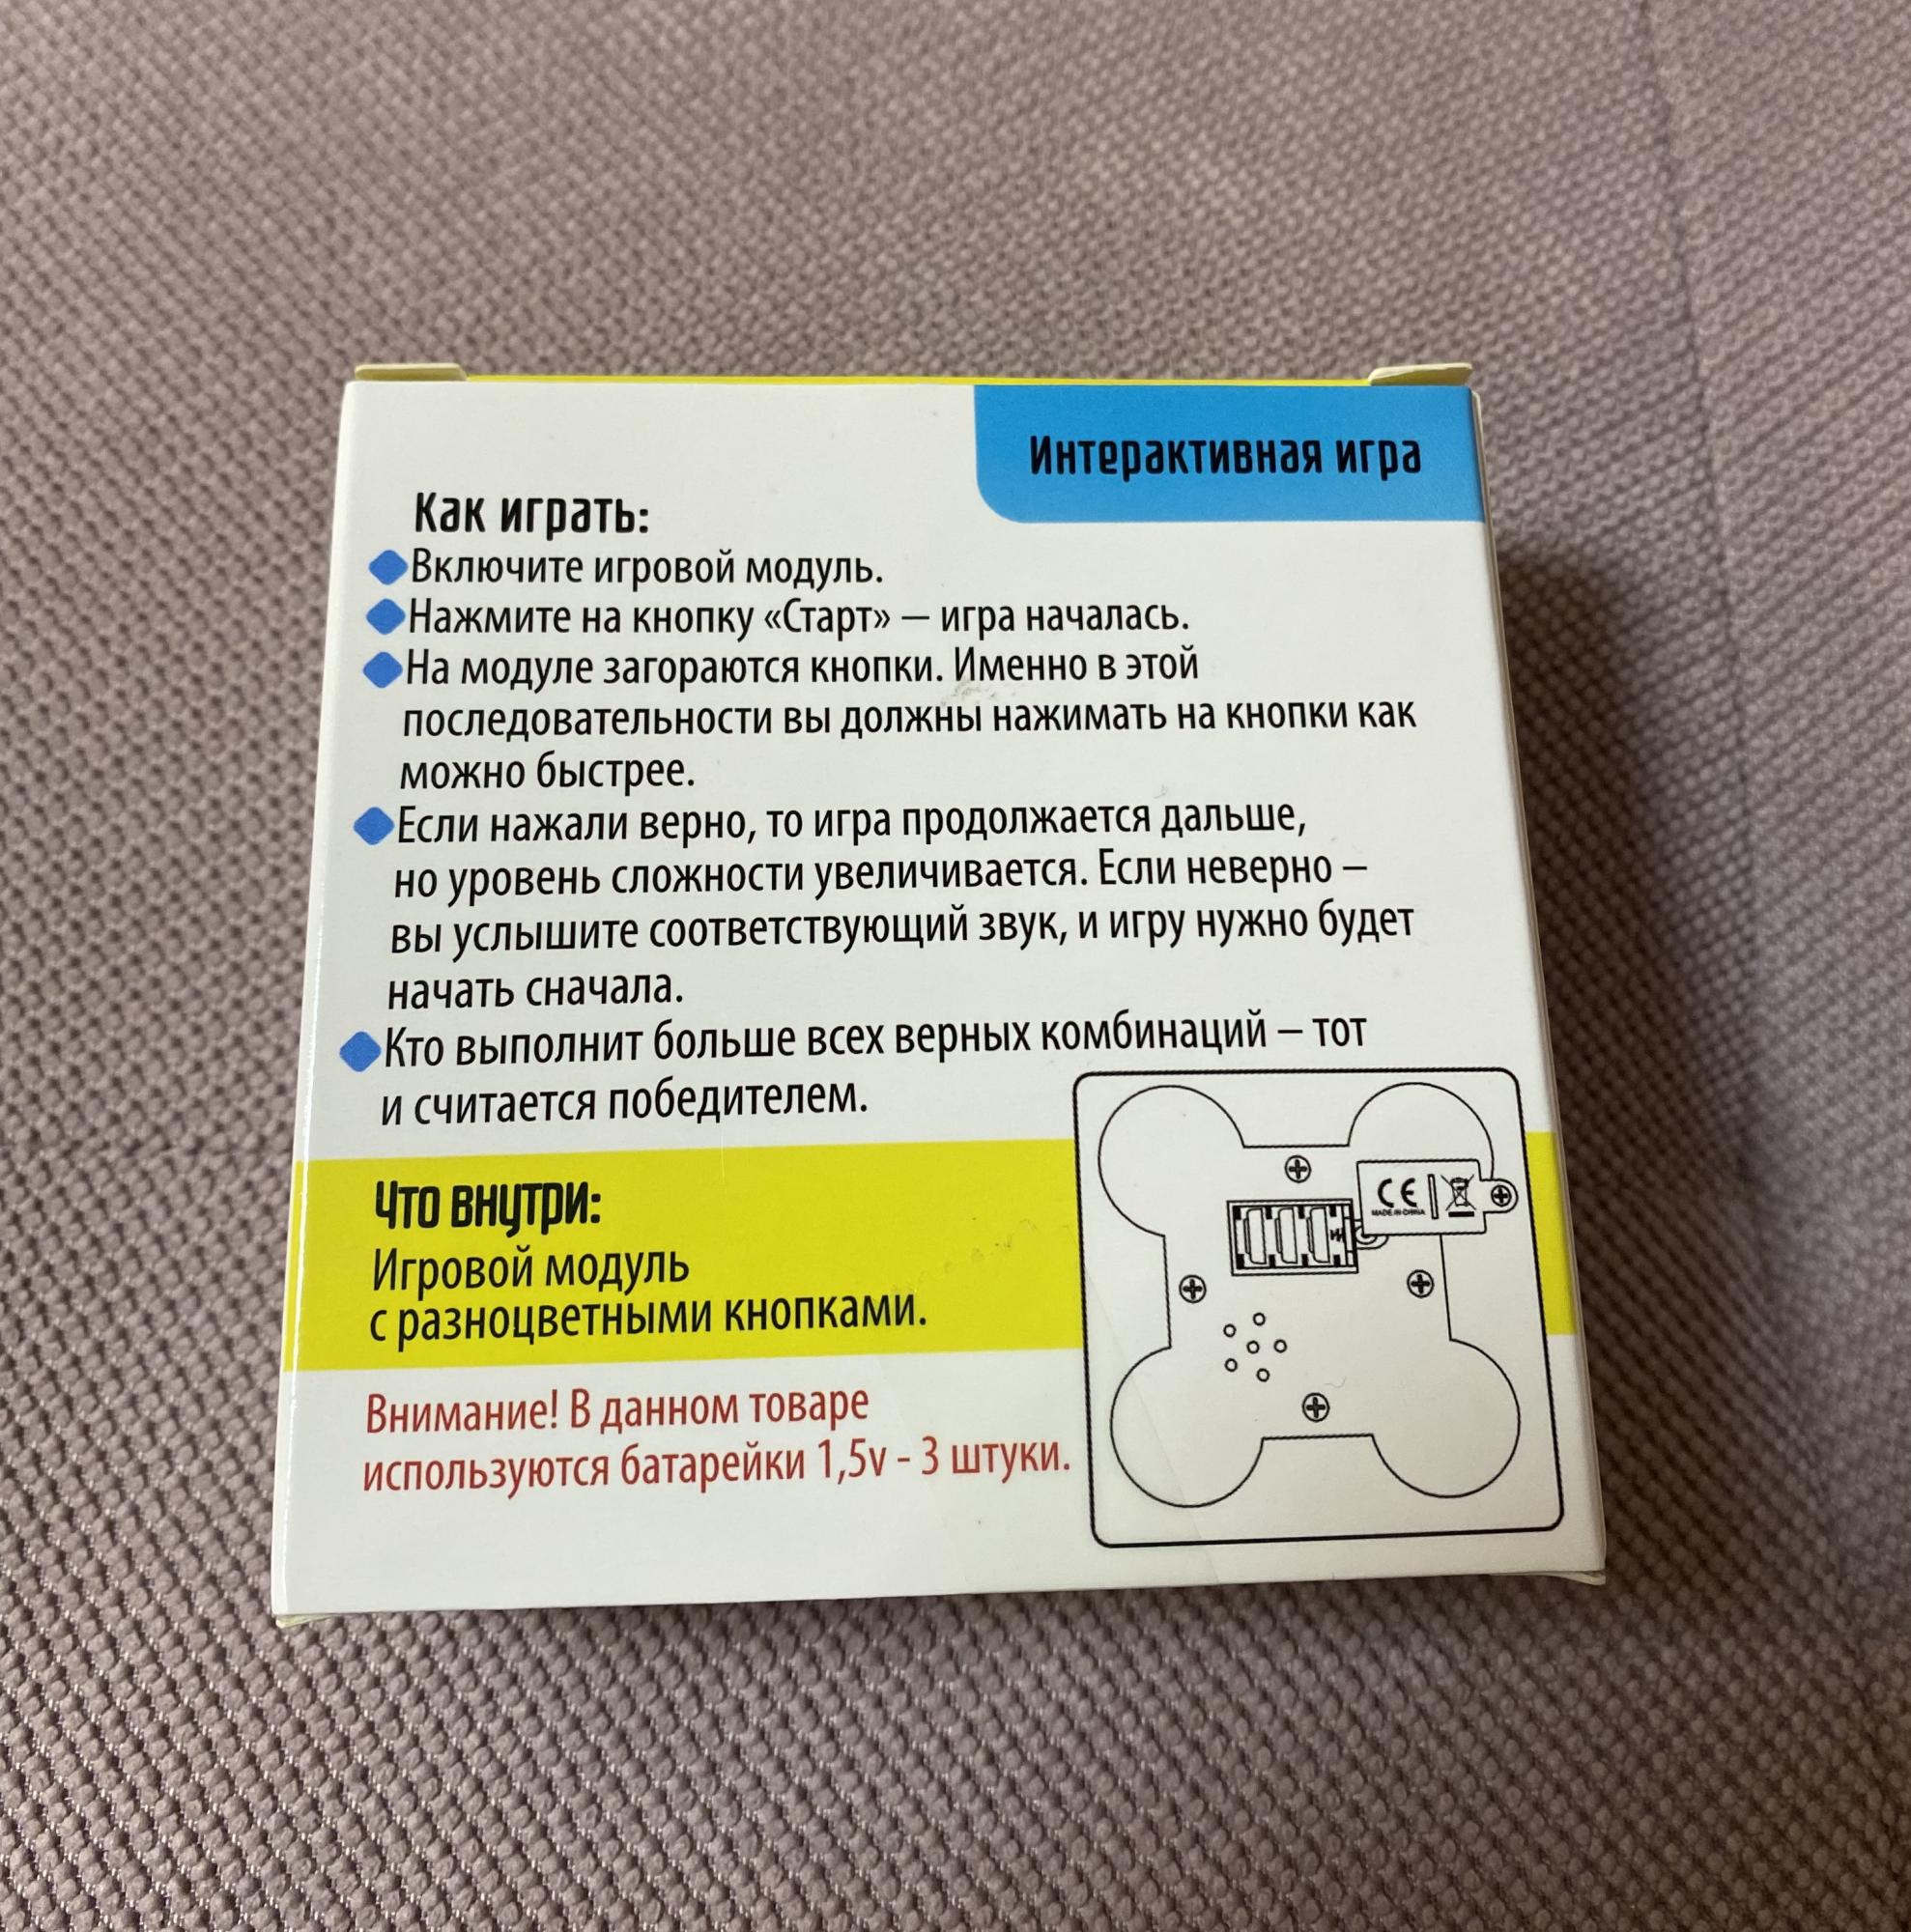 Интерактивная игра
Как играть:
Включите игровой модуль.
Нажмите на кнопку «Старт» – игра началась.
На модуле загораются кнопки. Именно в этой
последовательности вы должны нажимать на кнопки как
можно быстрее.
Если нажали верно, то игра продолжается дальше,
но уровень сложности увеличивается. Если неверно –
вы услышите соответствующий звук, и игру нужно будет
начать сначала.
Кто выполнит больше всех верных комбинаций – тот
и считается победителем.
Что внутри:
Игровой модуль
с разноцветными кнопками.
Внимание! В данном товаре
используются батарейки 1,5v - 3 штуки.
CE
MADE IN CHINA